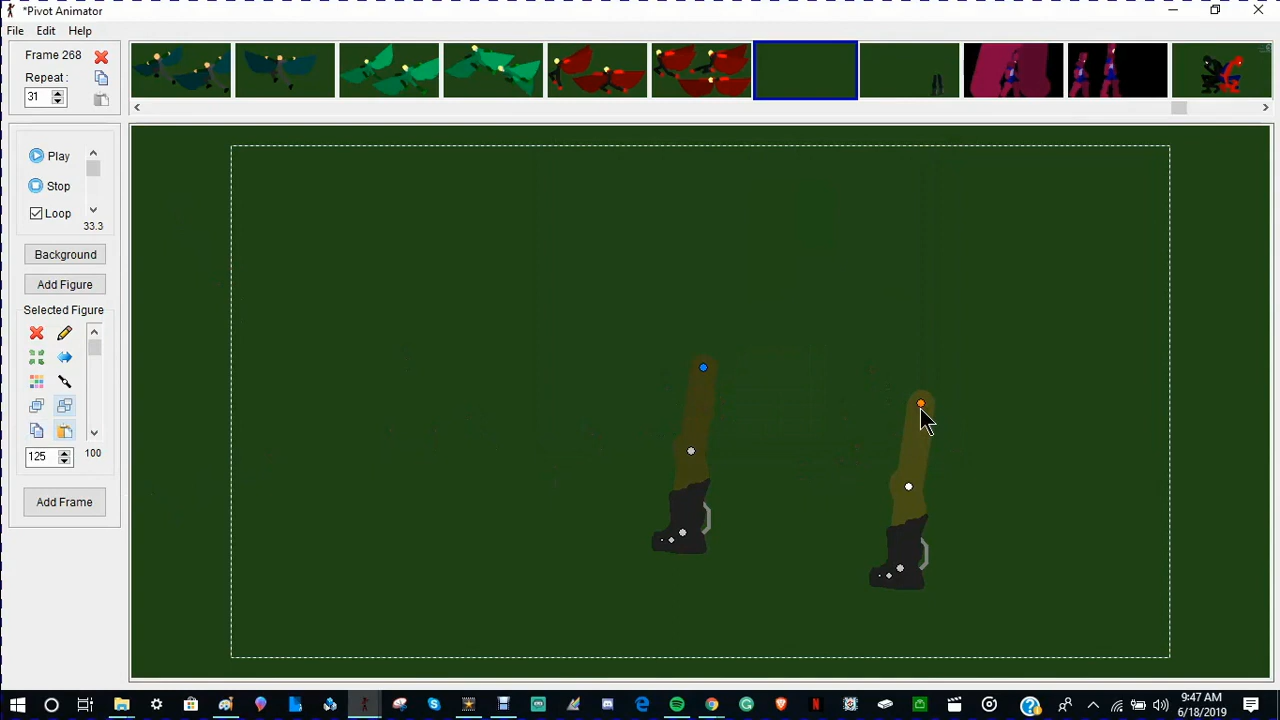 *Pivot Animator
File Edit Help
Frame 268
Repeat :
31
Play
Stop
Loop
33.3
Background
Add Figure
Selected Figure
125
100
Add Frame
9:47 AM
6/18/2019